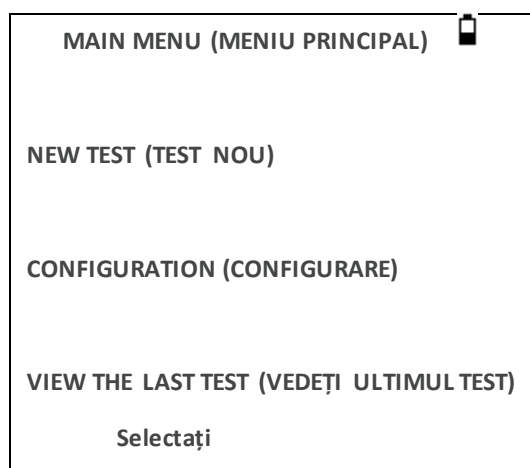 MAIN MENU (MENIU PRINCIPAL)
NEW TEST (TEST NOU)
CONFIGURATION (CONFIGURARE)
VIEW THE LAST TEST (VEDEȚI ULTIMUL TEST)
Selectați